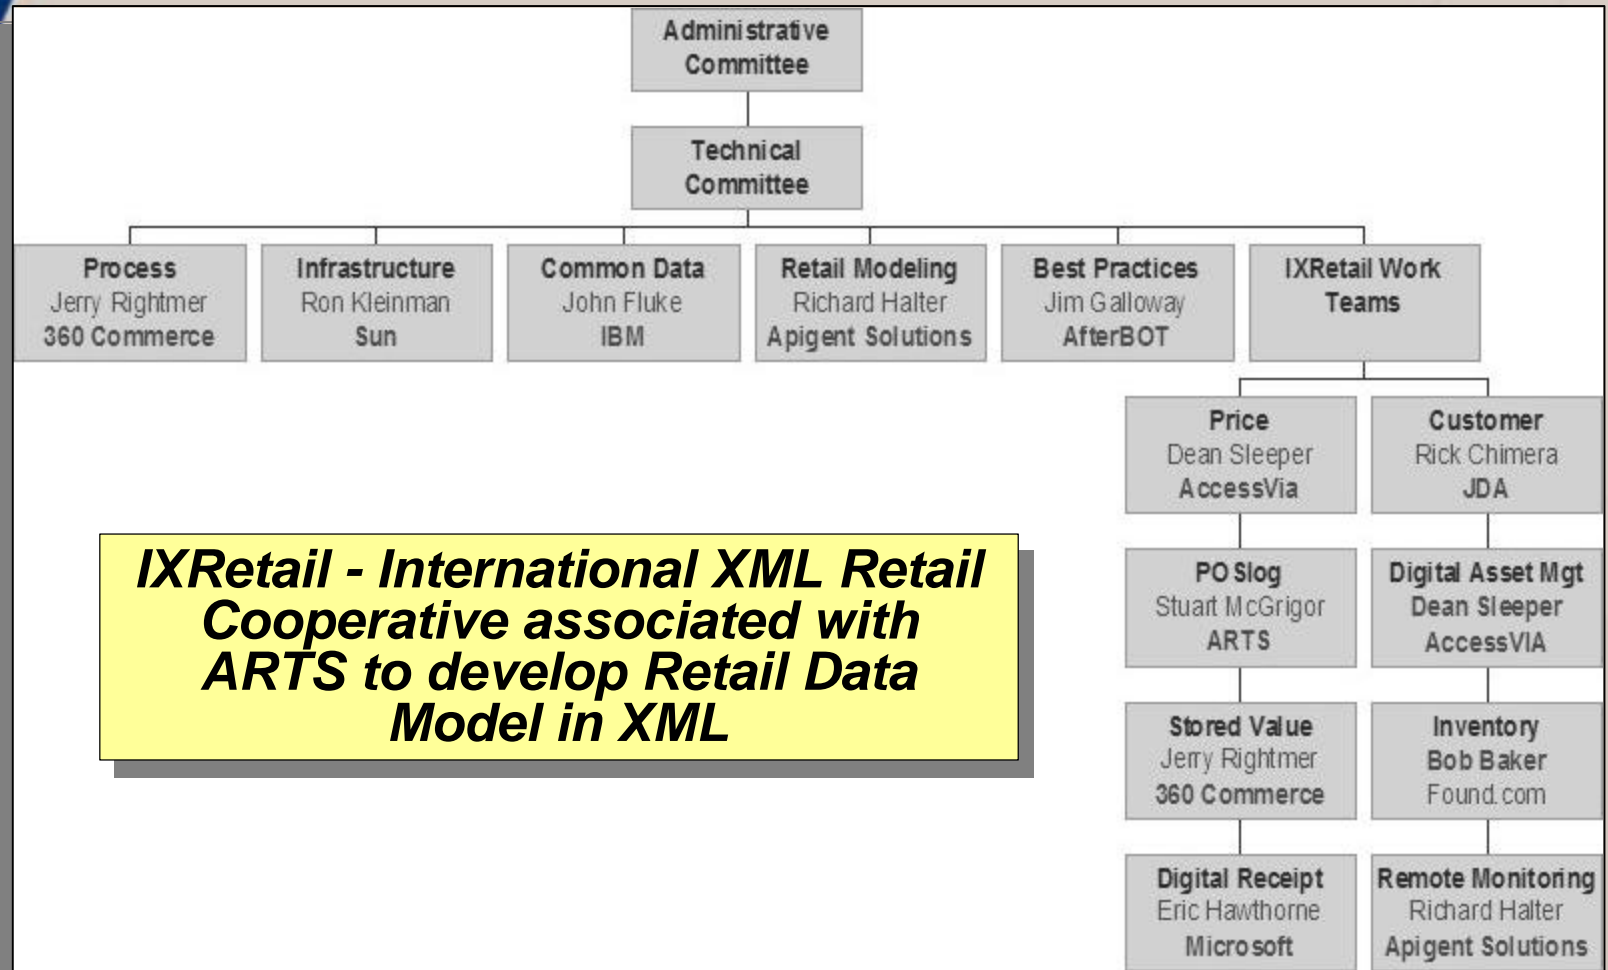 Administrative
Committee
Technical
Committee
Process
Jerry Rightmer
360 Commerce
Infrastructure
Ron Kleinman
Sun
Common Data
John Fluke
IBM
Retail Modeling
Richard Halter
Apigent Solutions
Best Practices
Jim Galloway
AfterBOT
IXRetail Work
Teams
Price
Dean Sleeper
AccessVia
Customer
Rick Chimera
JDA
POSlog
Stuart McGrigor
ARTS
Digital Asset Mgt
Dean Sleeper
AccessVIA
Stored Value
Jerry Rightmer
360 Commerce
Inventory
Bob Baker
Found.com
Digital Receipt
Eric Hawthorne
Microsoft
Remote Monitoring
Richard Halter
Apigent Solutions
IXRetail - International XML Retail
Cooperative associated with
ARTS to develop Retail Data
Model in XML